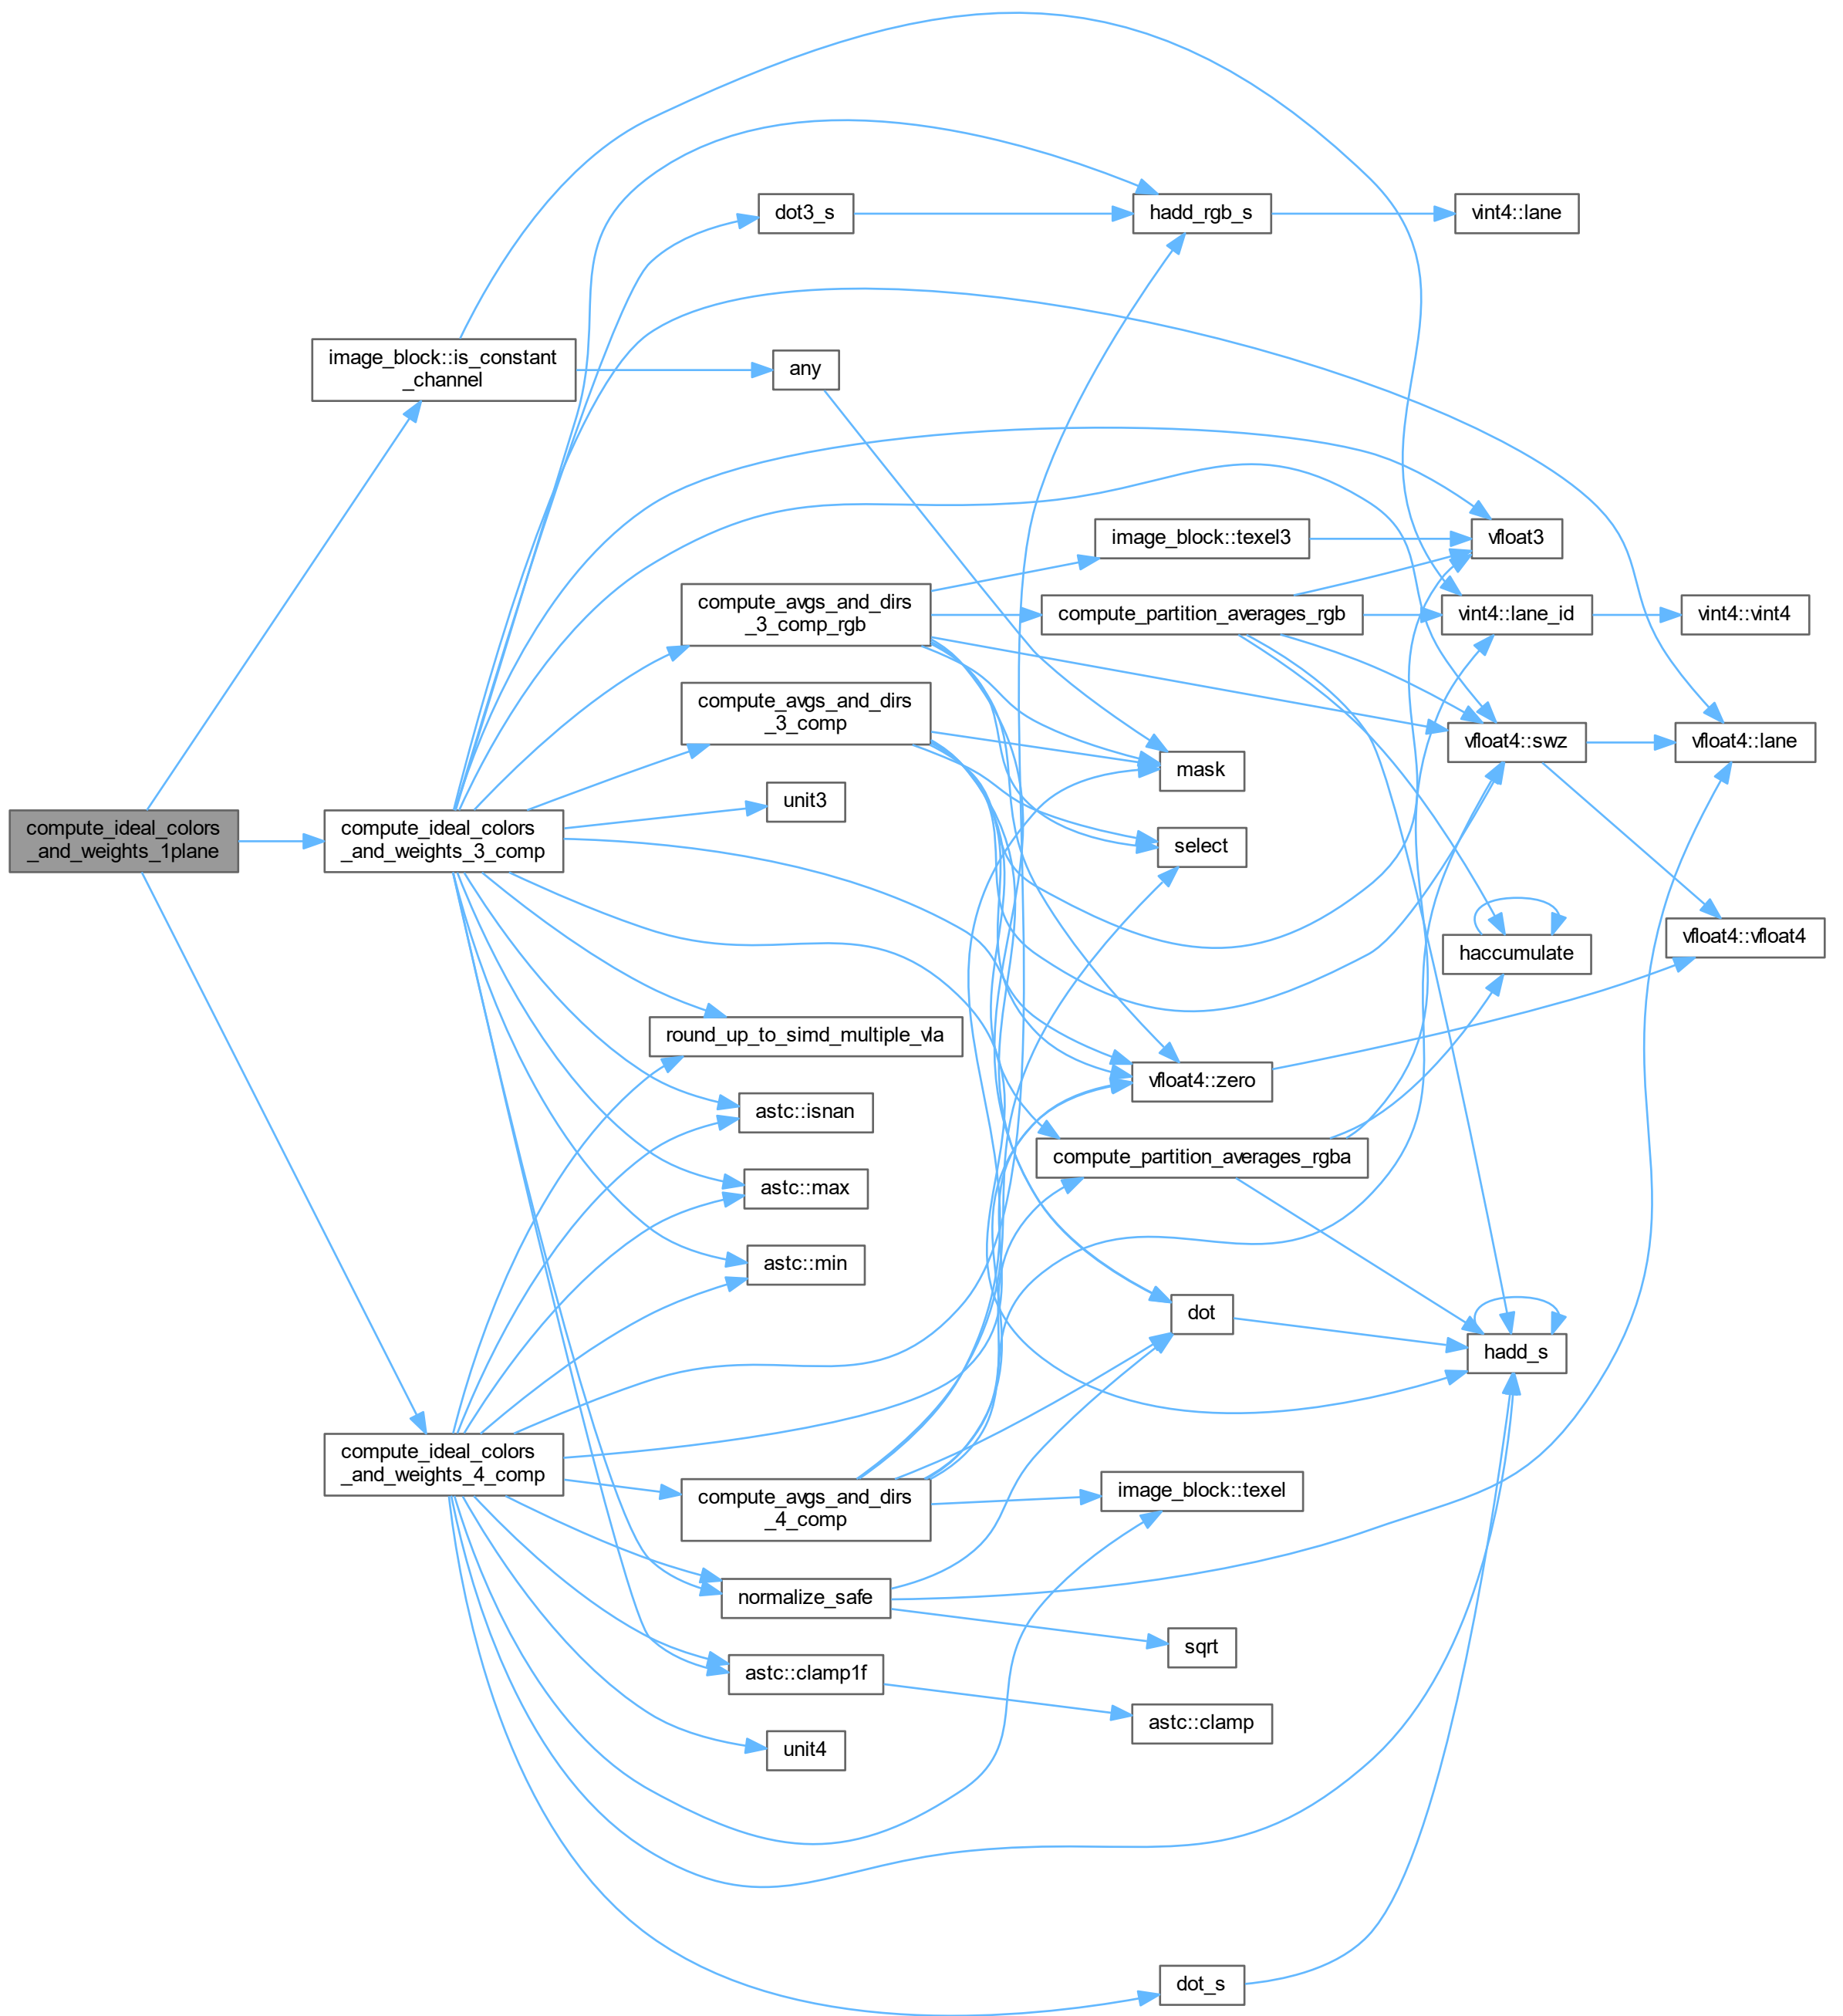 dot3_s
hadd_rgb_s
vint4::lane
image_block::is_constant
_channel
any
image_block::texel3
vfloat3
compute_avgs_and_dirs
_3_comp_rgb
compute_partition_averages_rgb
vint4::lane_id
vint4::vint4
compute_avgs_and_dirs
_3_comp
vfloat4::swz
vfloat4::lane
mask
unit3
compute_ideal_colors
_and_weights_1plane
compute_ideal_colors
_and_weights_3_comp
select
haccumulate
vfloat4::vfloat4
round_up_to_simd_multiple_vla
vfloat4::zero
astc::isnan
compute_partition_averages_rgba
astc::max
astc::min
dot
hadd_s
compute_ideal_colors
_and_weights_4_comp
compute_avgs_and_dirs
_4_comp
image_block::texel
normalize_safe
sqrt
astc::clamp1f
astc::clamp
unit4
dot_s